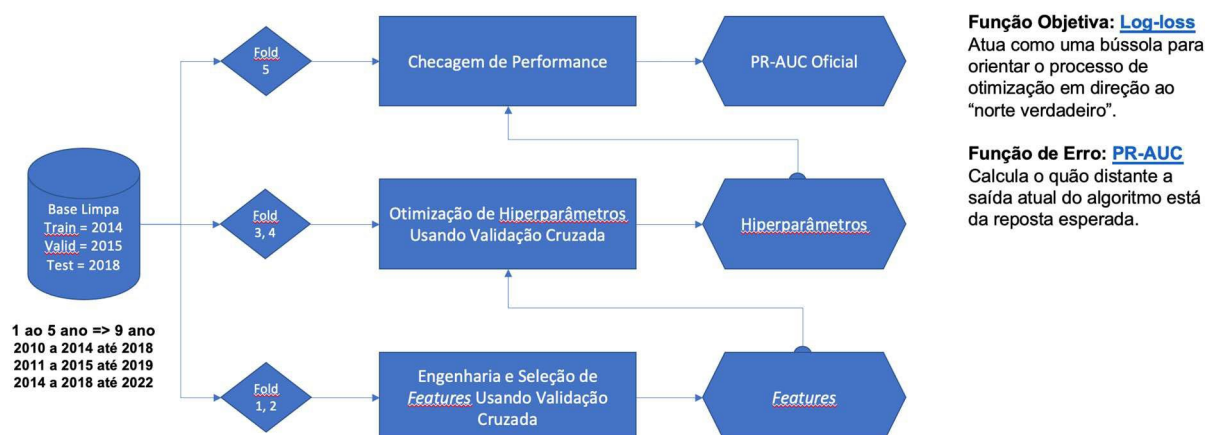 Fold
5
Checagem de Performance
PR-AUC Oficial
Função Objetiva: Log-loss
Atua como uma bússola para
orientar o processo de
otimização em direção ao
“norte verdadeiro”.
Função de Erro: PR-AUC
Calcula o quão distante a
saída atual do algoritmo está
da reposta esperada.
Base Limpa
Train = 2014
Valid = 2015
Test = 2018
Fold
3, 4
Otimização de Hiperparâmetros
Usando Validação Cruzada
Hiperparâmetros
1 ao 5 ano => 9 ano
2010 a 2014 até 2018
2011 a 2015 até 2019
2014 a 2018 até 2022
Fold
1, 2
Engenharia e Seleção de
Features Usando Validação
Cruzada
Features